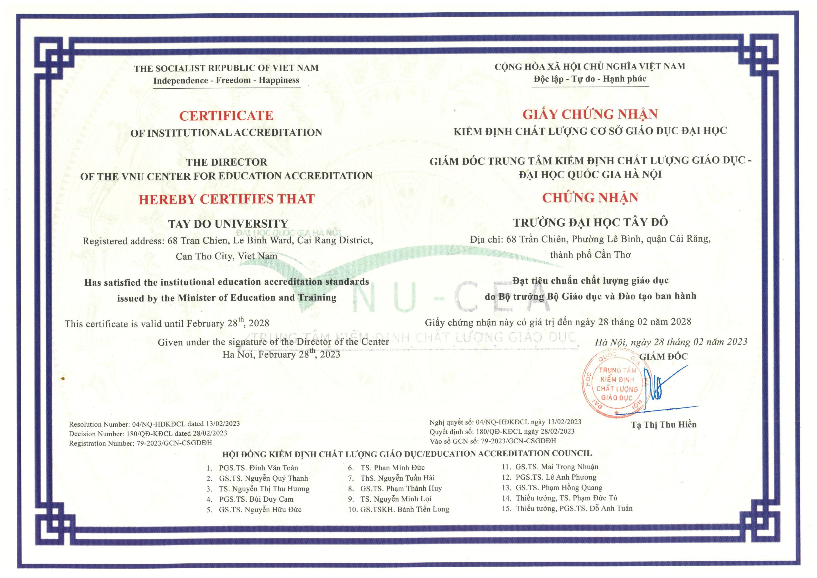 THE SOCIALIST REPUBLIC OF VIET NAM
Independence - Freedom - Happiness
CERTIFICATE
OF INSTITUTIONAL ACCREDITATION
THE DIRECTOR
OF THE VNU CENTER FOR EDUCATION ACCREDITATION
HEREBY CERTIFIES THAT
TAY DO UNIVERSITY
Registered address: 68 Tran Chien, Le Binh Ward, Cai Rang District,
Can Tho City, Viet Nam
Has satisfied the institutional education accreditation standards
issued by the Minister of Education and Training
This certificate is valid until February 28th, 2028
Given under the signature of the Director of the Center
Ha Noi, February 28th, 2023
Resolution Number: 04/NQ-HĐKĐCL dated 13/02/2023
Decision Number: 180/QĐ-KĐCL dated 28/02/2023
Registration Number: 79-2023/GCN-CSGDĐH
CỘNG HÒA XÃ HỘI CHỦ NGHĨA VIỆT NAM
Độc lập - Tự do - Hạnh phúc
GIẤY CHỨNG NHẬN
KIỂM ĐỊNH CHẤT LƯỢNG CƠ SỞ GIÁO DỤC ĐẠI HỌC
GIÁM ĐỐC TRUNG TÂM KIỂM ĐỊNH CHẤT LƯỢNG GIÁO DỤC -
ĐẠI HỌC QUỐC GIA HÀ NỘI
CHỨNG NHẬN
TRƯỜNG ĐẠI HỌC TÂY ĐÔ
Địa chỉ: 68 Trần Chiên, Phường Lê Bình, quận Cái Răng,
thành phố Cần Thơ
Đạt tiêu chuẩn chất lượng giáo dục
do Bộ trưởng Bộ Giáo dục và Đào tạo ban hành
Giấy chứng nhận này có giá trị đến ngày 28 tháng 02 năm 2028
Hà Nội, ngày 28 tháng 02 năm 2023
GIÁM ĐỐC
TRUNG TÂM
KIỂM ĐỊNH
CHẤT LƯỢNG
GIÁO DỤC
Tạ Thị Thu Hiền
Nghị quyết số: 04/NQ-HĐKĐCL ngày 13/02/2023
Quyết định số: 180/QĐ-KĐCL ngày 28/02/2023
Vào sổ GCN số: 79-2023/GCN-CSGDĐH
ĐẠI HỌC QUỐC GIA HÀ NỘI
VNU-CEA
TRUNG TÂM KIỂM ĐỊNH CHẤT LƯỢNG GIÁO DỤC
HỘI ĐỒNG KIỂM ĐỊNH CHẤT LƯỢNG GIÁO DỤC/EDUCATION ACCREDITATION COUNCIL
1. PGS.TS. Đinh Văn Toàn
2. GS.TS. Nguyễn Quý Thanh
3. TS. Nguyễn Thị Thu Hương
4. PGS.TS. Bùi Duy Cam
5. GS.TS. Nguyễn Hữu Đức
6. TS. Phan Minh Đức
7. ThS. Nguyễn Tuấn Hải
8. GS.TS. Phạm Thành Huy
9. TS. Nguyễn Minh Lợi
10. GS.TSKH. Bành Tiến Long
11. GS.TS. Mai Trọng Nhuận
12. PGS.TS. Lê Anh Phương
13. GS.TS. Phạm Hồng Quang
14. Thiếu tướng, TS. Phạm Đức Tú
15. Thiếu tướng, PGS.TS. Đỗ Anh Tuấn